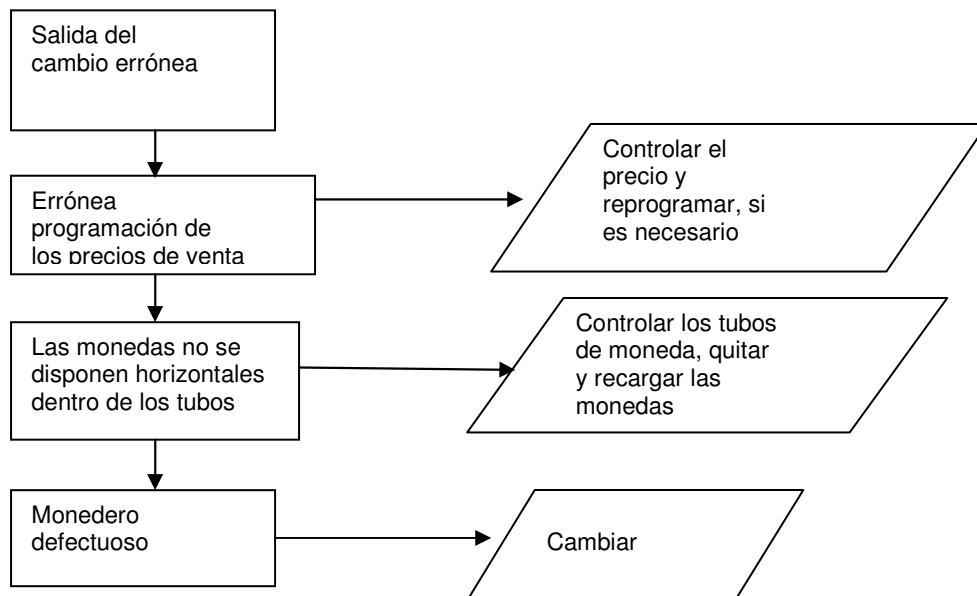 Salida del
cambio errónea
Controlar el
precio y
reprogramar, si
es necesario
Errónea
programación de
los precios de venta
Controlar los tubos
de moneda, quitar
y recargar las
monedas
Las monedas no se
disponen horizontales
dentro de los tubos
Monedero
defectuoso
Cambiar